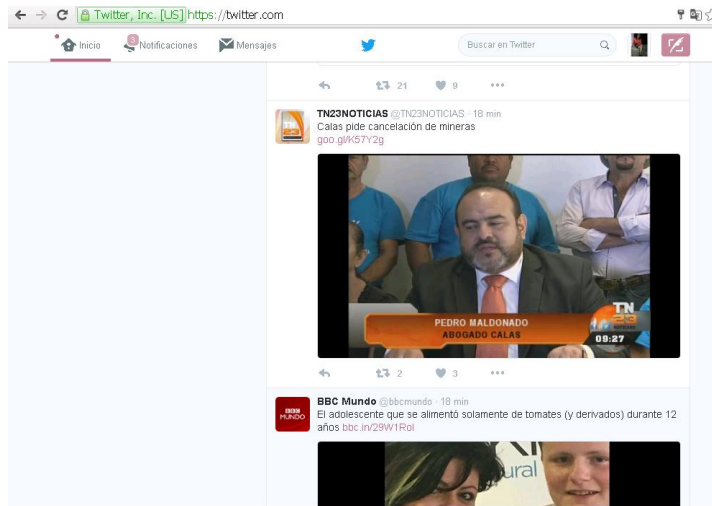 Twitter, Inc. [US] https://twitter.com
Inicio
3
Notificaciones
Mensajes
Buscar en Twitter
21
9
TN23NOTICIAS @TN23NOTICIAS · 18 min
Calas pide cancelación de mineras
goo.gl/K57Y2g
PEDRO MALDONADO
ABOGADO CALAS
TN
23
NOTICIAS
09:27
2
3
BBC
MUNDO
BBC Mundo @bbcmundo · 18 min
El adolescente que se alimentó solamente de tomates (y derivados) durante 12
años bbc.in/29W1Rol
ural